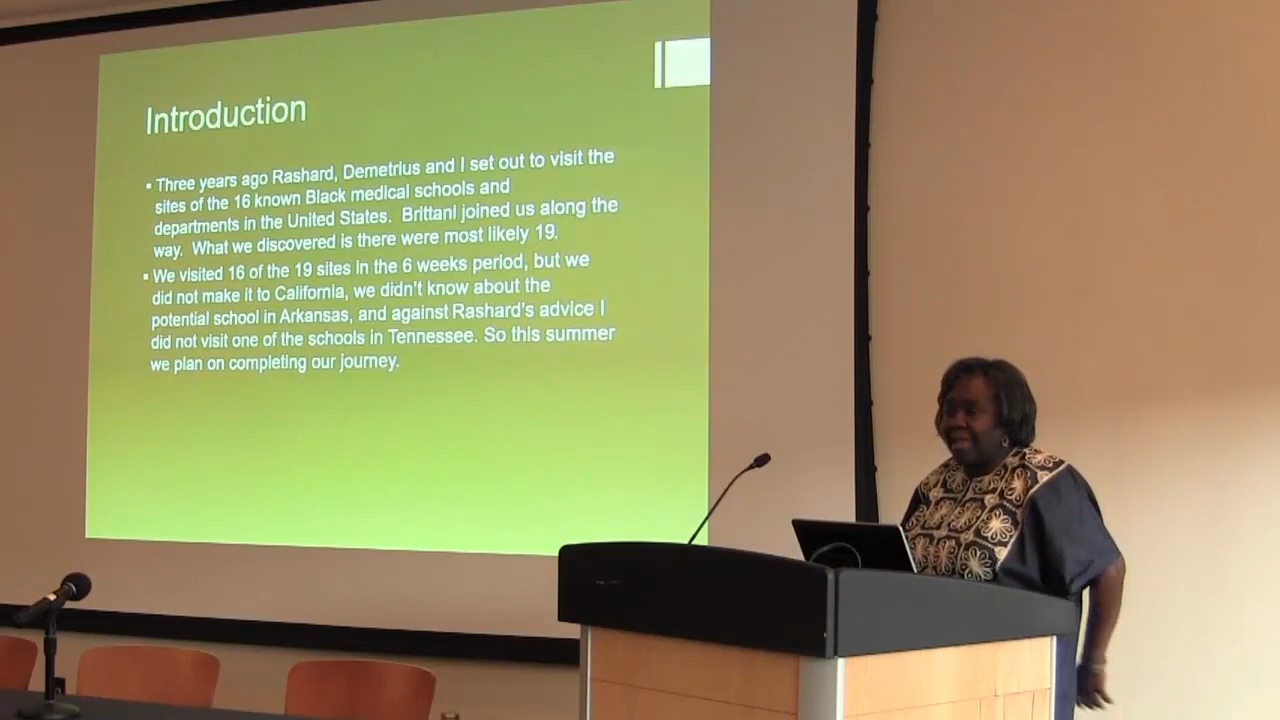 Introduction
▪ Three years ago Rashard, Demetrius and I set out to visit the
sites of the 16 known Black medical schools and
departments in the United States.  Brittani joined us along the
way.  What we discovered is there were most likely 19.
▪ We visited 16 of the 19 sites in the 6 weeks period, but we
did not make it to California, we didn't know about the
potential school in Arkansas, and against Rashard's advice I
did not visit one of the schools in Tennessee. So this summer
we plan on completing our journey.